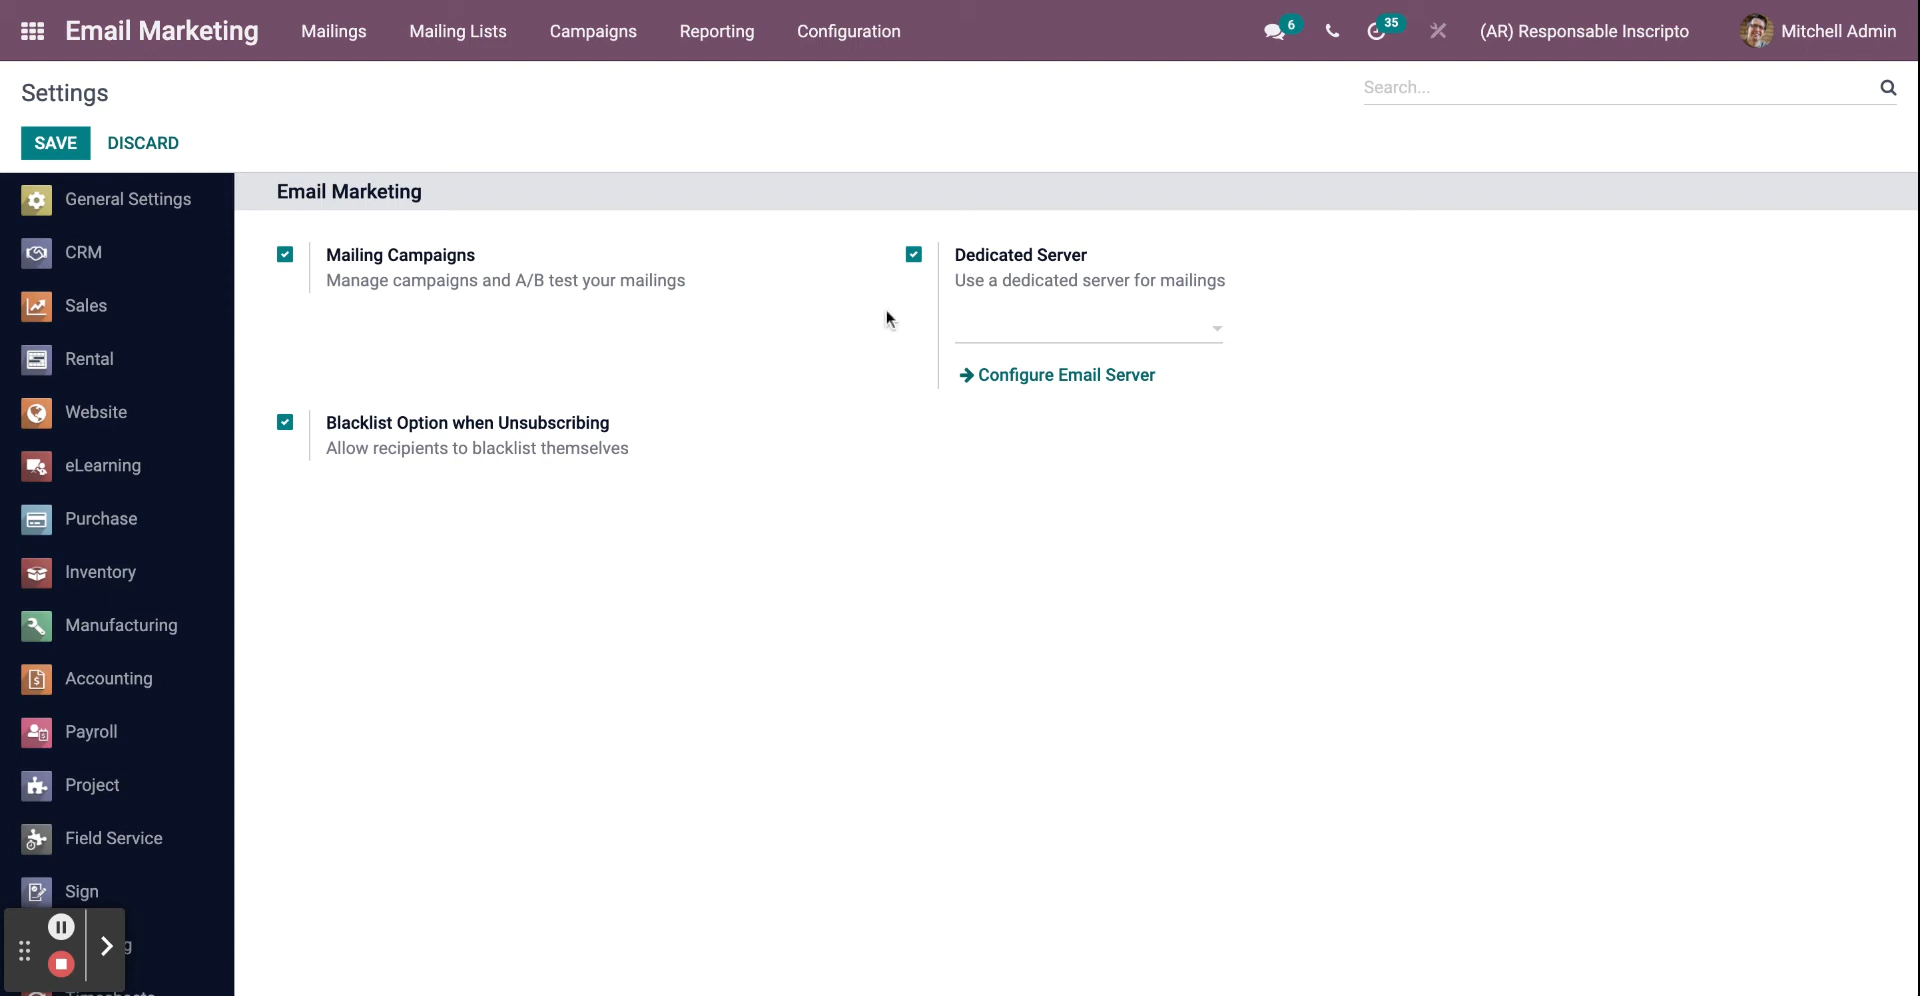 Email Marketing
Mailings
Mailing Lists
Campaigns
Reporting
Configuration
6
35
(AR) Responsable Inscripto
Mitchell Admin
Settings
Search...
SAVE
DISCARD
General Settings
CRM
Sales
Rental
Website
eLearning
Purchase
Inventory
Manufacturing
Accounting
Payroll
Project
Field Service
Sign
Email Marketing
Mailing Campaigns
Manage campaigns and A/B test your mailings
Dedicated Server
Use a dedicated server for mailings
Configure Email Server
Blacklist Option when Unsubscribing
Allow recipients to blacklist themselves